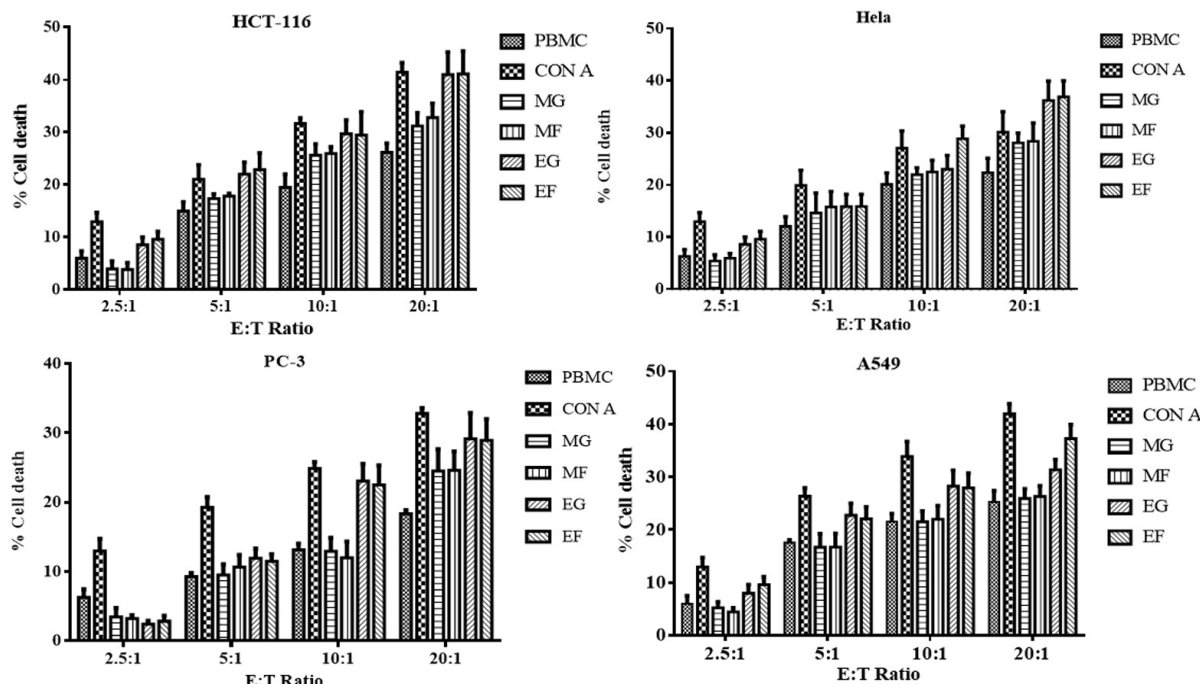 HCT-116
% Cell death
50
40
30
20
10
0
2.5:1 5:1 10:1 20:1
E:T Ratio
PBMC
CON A
MG
MF
EG
EF
Hela
% Cell death
50
40
30
20
10
0
2.5:1 5:1 10:1 20:1
E:T Ratio
PBMC
CON A
MG
MF
EG
EF
PC-3
% Cell death
40
30
20
10
0
2.5:1 5:1 10:1 20:1
E:T Ratio
PBMC
CON A
MG
MF
EG
EF
A549
% Cell death
50
40
30
20
10
0
2.5:1 5:1 10:1 20:1
E:T Ratio
PBMC
CON A
MG
MF
EG
EF